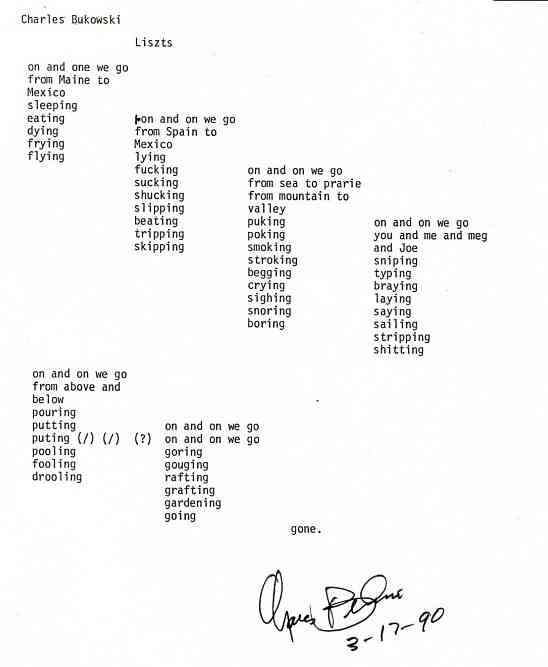 Charles Bukowski
Liszts
on and one we go
from Maine to
Mexico
sleeping
eating
dying
frying
flying
on and on we go
from Spain to
Mexico
lying
fucking
sucking
shucking
slipping
beating
tripping
skipping
on and on we go
from sea to prarie
from mountain to
valley
puking
poking
smoking
stroking
begging
crying
sighing
snoring
boring
on and on we go
you and me and meg
and Joe
sniping
typing
braying
laying
saying
sailing
stripping
shitting
on and on we go
from above and
below
pouring
putting
puting (/) (/) (?)
pooling
fooling
drooling
on and on we go
on and on we go
goring
gouging
rafting
grafting
gardening
going
gone.
3-17-90